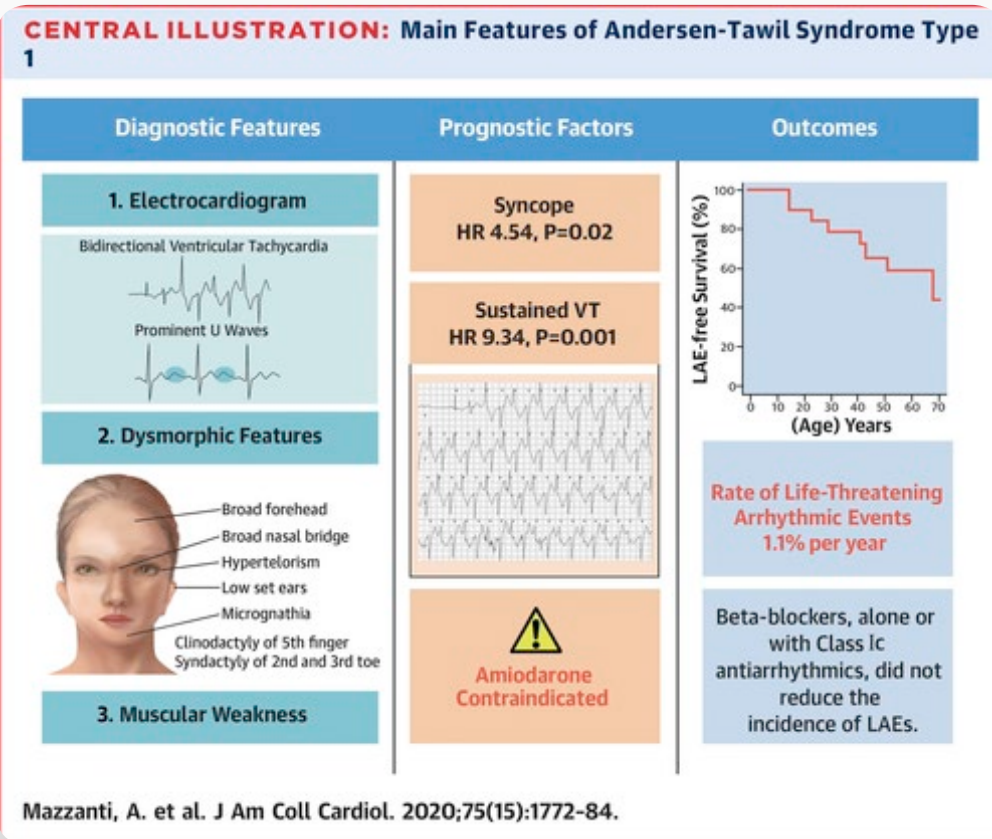 CENTRAL ILLUSTRATION: Main Features of Andersen-Tawil Syndrome Type
1
Diagnostic Features
1. Electrocardiogram
Bidirectional Ventricular Tachycardia
Prominent U Waves
2. Dysmorphic Features
Broad forehead
Broad nasal bridge
Hypertelorism
Low set ears
Micrognathia
Clinodactyly of 5th finger
Syndactyly of 2nd and 3rd toe
3. Muscular Weakness
Prognostic Factors
Syncope
HR 4.54, P=0.02
Sustained VT
HR 9.34, P=0.001
!
Amiodarone
Contraindicated
Outcomes
LAE-free Survival (%)
100
80
60
40
20
0
0 10 20 30 40 50 60 70
(Age) Years
Rate of Life-Threatening
Arrhythmic Events
1.1% per year
Beta-blockers, alone or
with Class Ic
antiarrhythmics, did not
reduce the
incidence of LAEs.
Mazzanti, A. et al. J Am Coll Cardiol. 2020;75(15):1772-84.